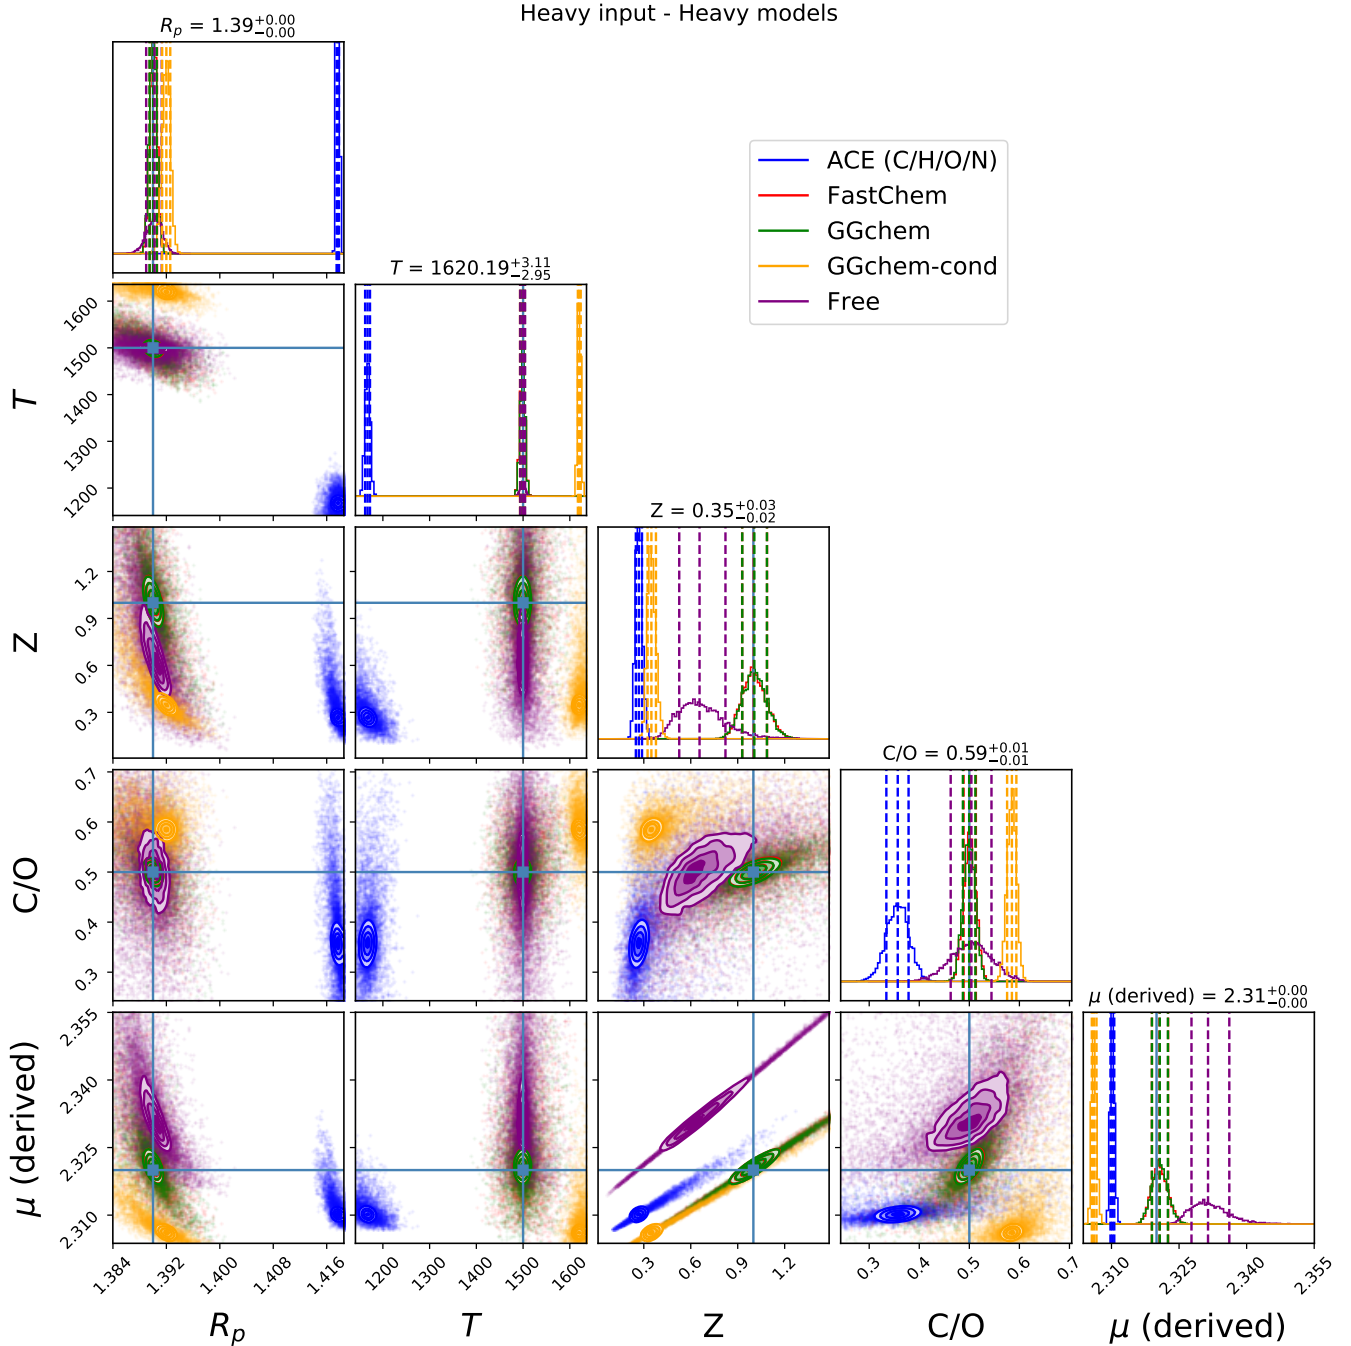 Heavy input - Heavy models
R_p = 1.39^{+0.00}_{-0.00}
ACE (C/H/O/N)
FastChem
GGchem
GGchem-cond
Free
T = 1620.19^{+3.11}_{-2.95}
1600
1500
1400
1300
1200
T
Z = 0.35^{+0.03}_{-0.02}
1.2
0.9
0.6
0.3
Z
C/O = 0.59^{+0.01}_{-0.01}
0.7
0.6
0.5
0.4
0.3
C/O
μ (derived) = 2.31^{+0.00}_{-0.00}
2.355
2.340
2.325
2.310
μ (derived)
1.384 1.392 1.400 1.408 1.416
1200 1300 1400 1500 1600
0.3 0.6 0.9 1.2
0.3 0.4 0.5 0.6 0.7
2.310 2.325 2.340 2.355
R_p T Z C/O μ (derived)